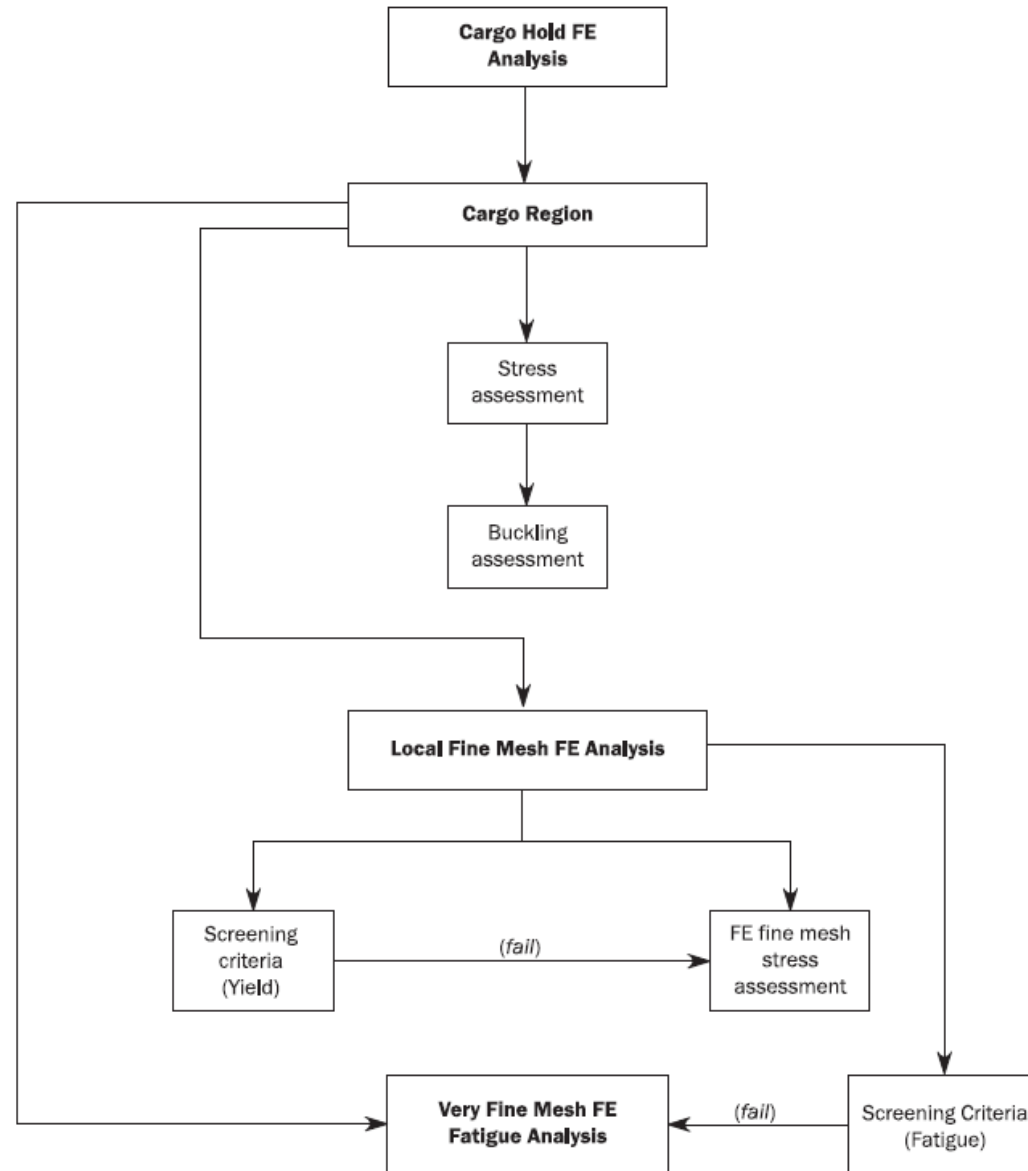 Cargo Hold FE
Analysis
Cargo Region
Stress
assessment
Buckling
assessment
Local Fine Mesh FE Analysis
Screening
criteria
(Yield)
(fail)
FE fine mesh
stress
assessment
Very Fine Mesh FE
Fatigue Analysis
(fail)
Screening Criteria
(Fatigue)